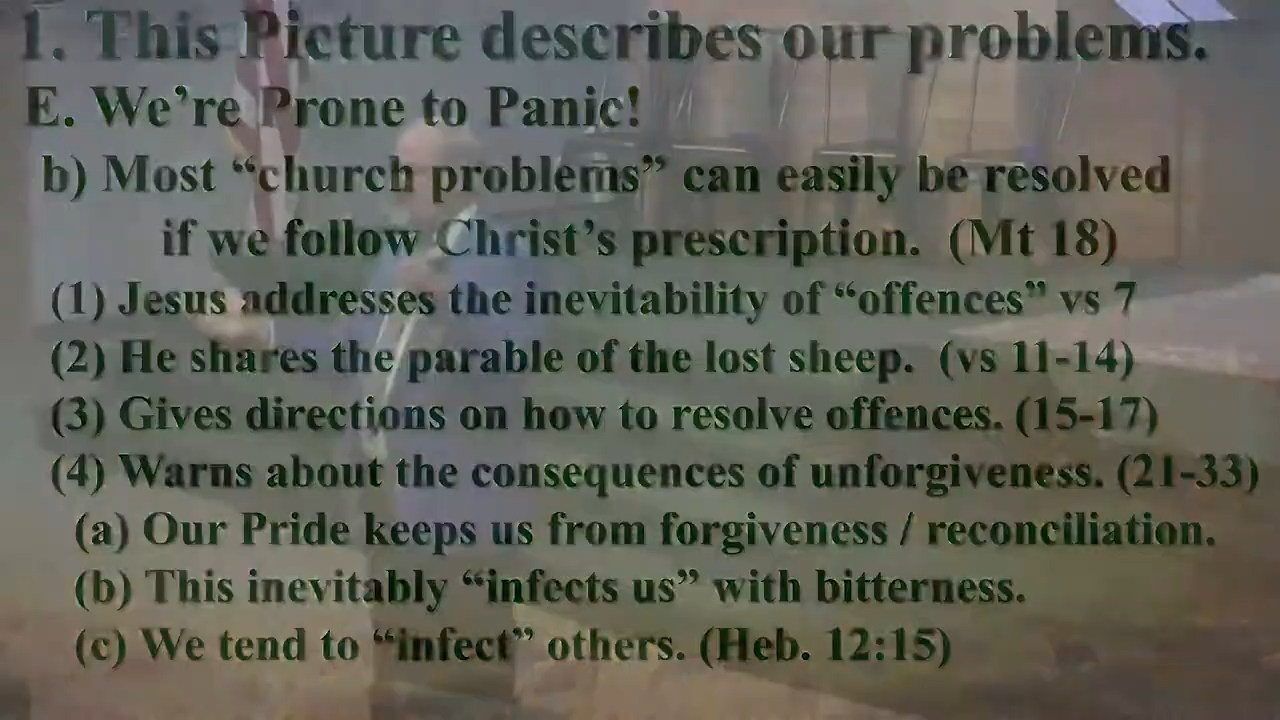 1. This Picture describes our problems.
E. We’re Prone to Panic!
b) Most “church problems” can easily be resolved
if we follow Christ’s prescription. (Mt 18)
(1) Jesus addresses the inevitability of “offences” vs 7
(2) He shares the parable of the lost sheep. (vs 11-14)
(3) Gives directions on how to resolve offences. (15-17)
(4) Warns about the consequences of unforgiveness. (21-33)
(a) Our Pride keeps us from forgiveness / reconciliation.
(b) This inevitably “infects us” with bitterness.
(c) We tend to “infect” others. (Heb. 12:15)